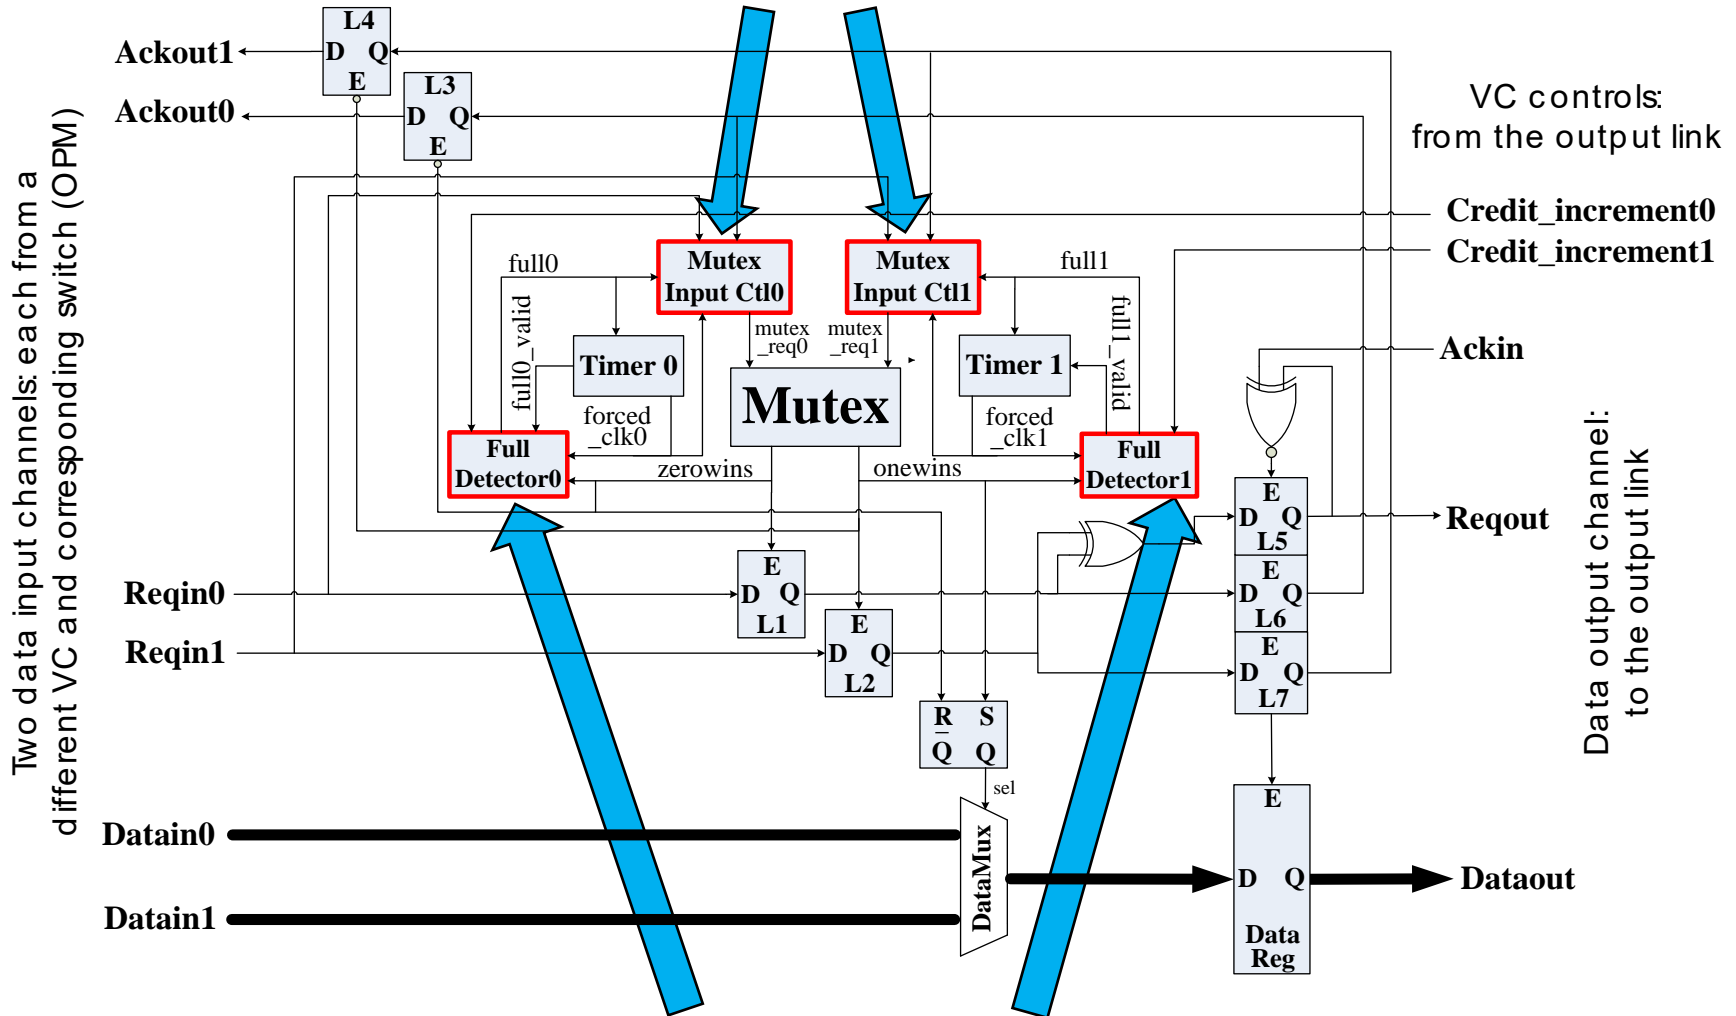 L4
D Q
E
Ackout1
L3
D Q
E
Ackout0
VC controls:
from the output link
Credit_increment0
Credit_increment1
Two data input channels: each from a
different VC and corresponding switch (OPM)
full0
Mutex
Input Ctl0
Mutex
Input Ctl1
full1
full0_valid
mutex
_req0
mutex
_req1
full1_valid
Timer 0
Timer 1
Ackin
Mutex
forced
_clk0
forced
_clk1
Full
Detector0
zerowins
onewins
Full
Detector1
E
D Q
L5
Reqout
Data output channel:
to the output link
Reqin0
E
D Q
L1
E
D Q
L6
Reqin1
E
D Q
L2
E
D Q
L7
R S
Q Q
sel
Datain0
DataMux
E
D Q
Data
Reg
Dataout
Datain1